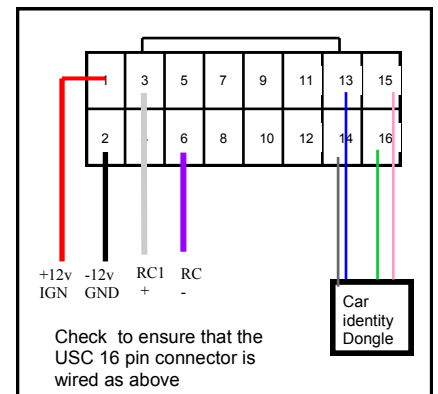 1 3 5 7 9 11 13 15
2 4 6 8 10 12 14 16
+12v -12v RC1 RC
IGN GND + -
Car
identity
Dongle
Check to ensure that the
USC 16 pin connector is
wired as above